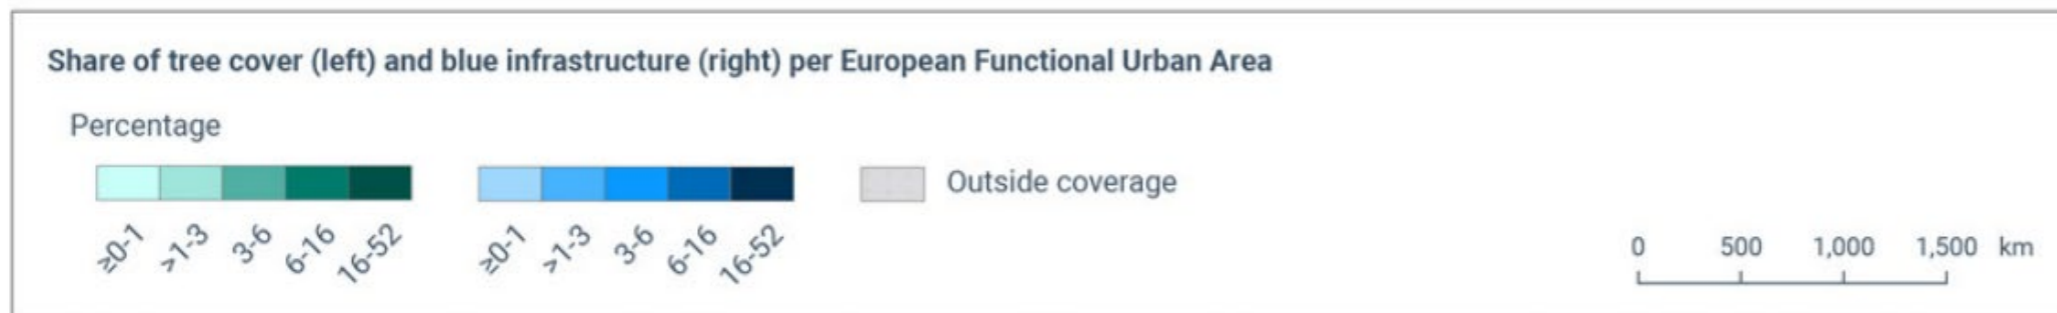 Share of tree cover (left) and blue infrastructure (right) per European Functional Urban Area
Percentage
Outside coverage
≥0-1 >1-3 3-6 6-16 16-52 ≥0-1 >1-3 3-6 6-16 16-52
0 500 1,000 1,500 km